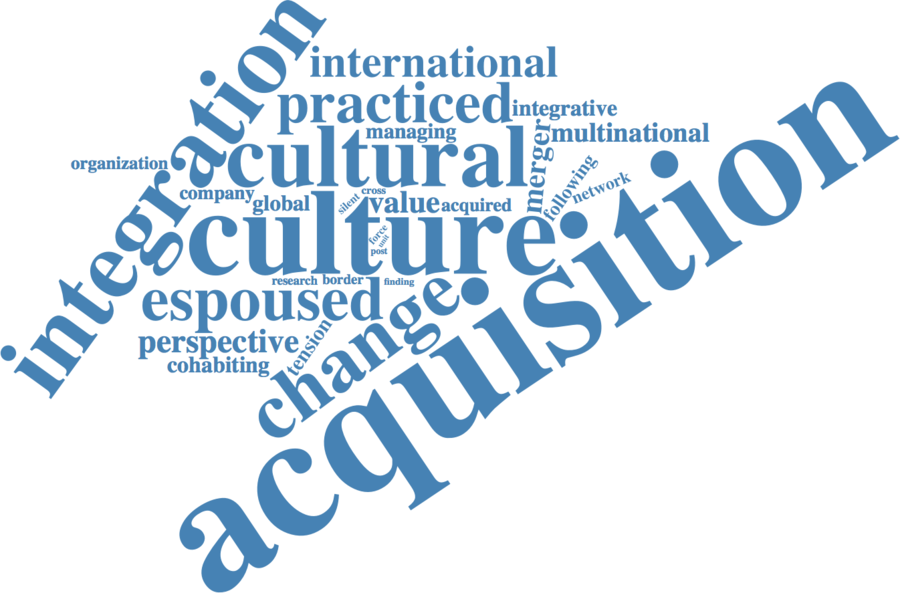 integration
international
practiced
integrative
managing
multinational
organization
cultural
merger
following
network
company
global
silent
cross
value
acquired
culture
force
unit
post
research
border
finding
espoused
change
perspective
tension
cohabiting
acquisition